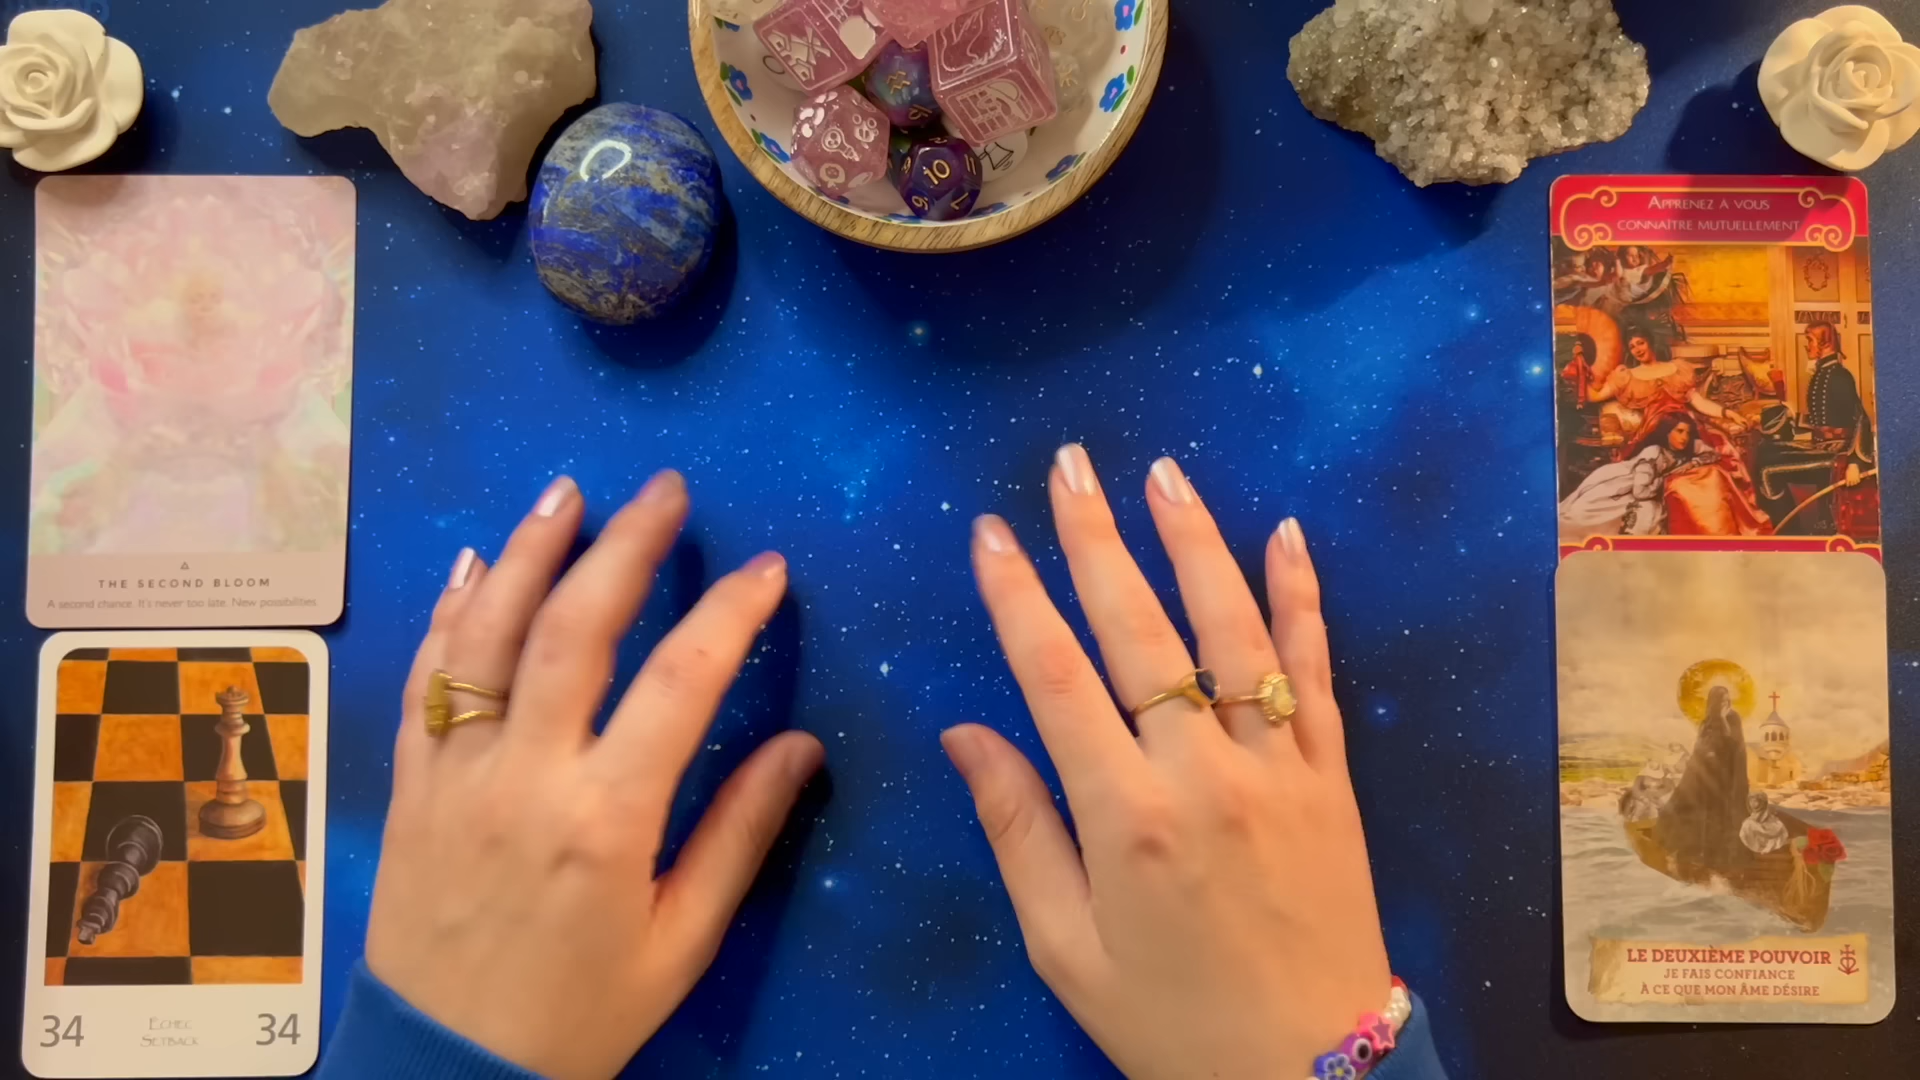 THE SECOND BLOOM
A second chance. It's never too late. New possibilities
34
ECHEC
SETBACK
34
10
APPRENEZ À VOUS
CONNAÎTRE MUTUELLEMENT
LE DEUXIÈME POUVOIR
JE FAIS CONFIANCE
À CE QUE MON ÂME DÉSIRE